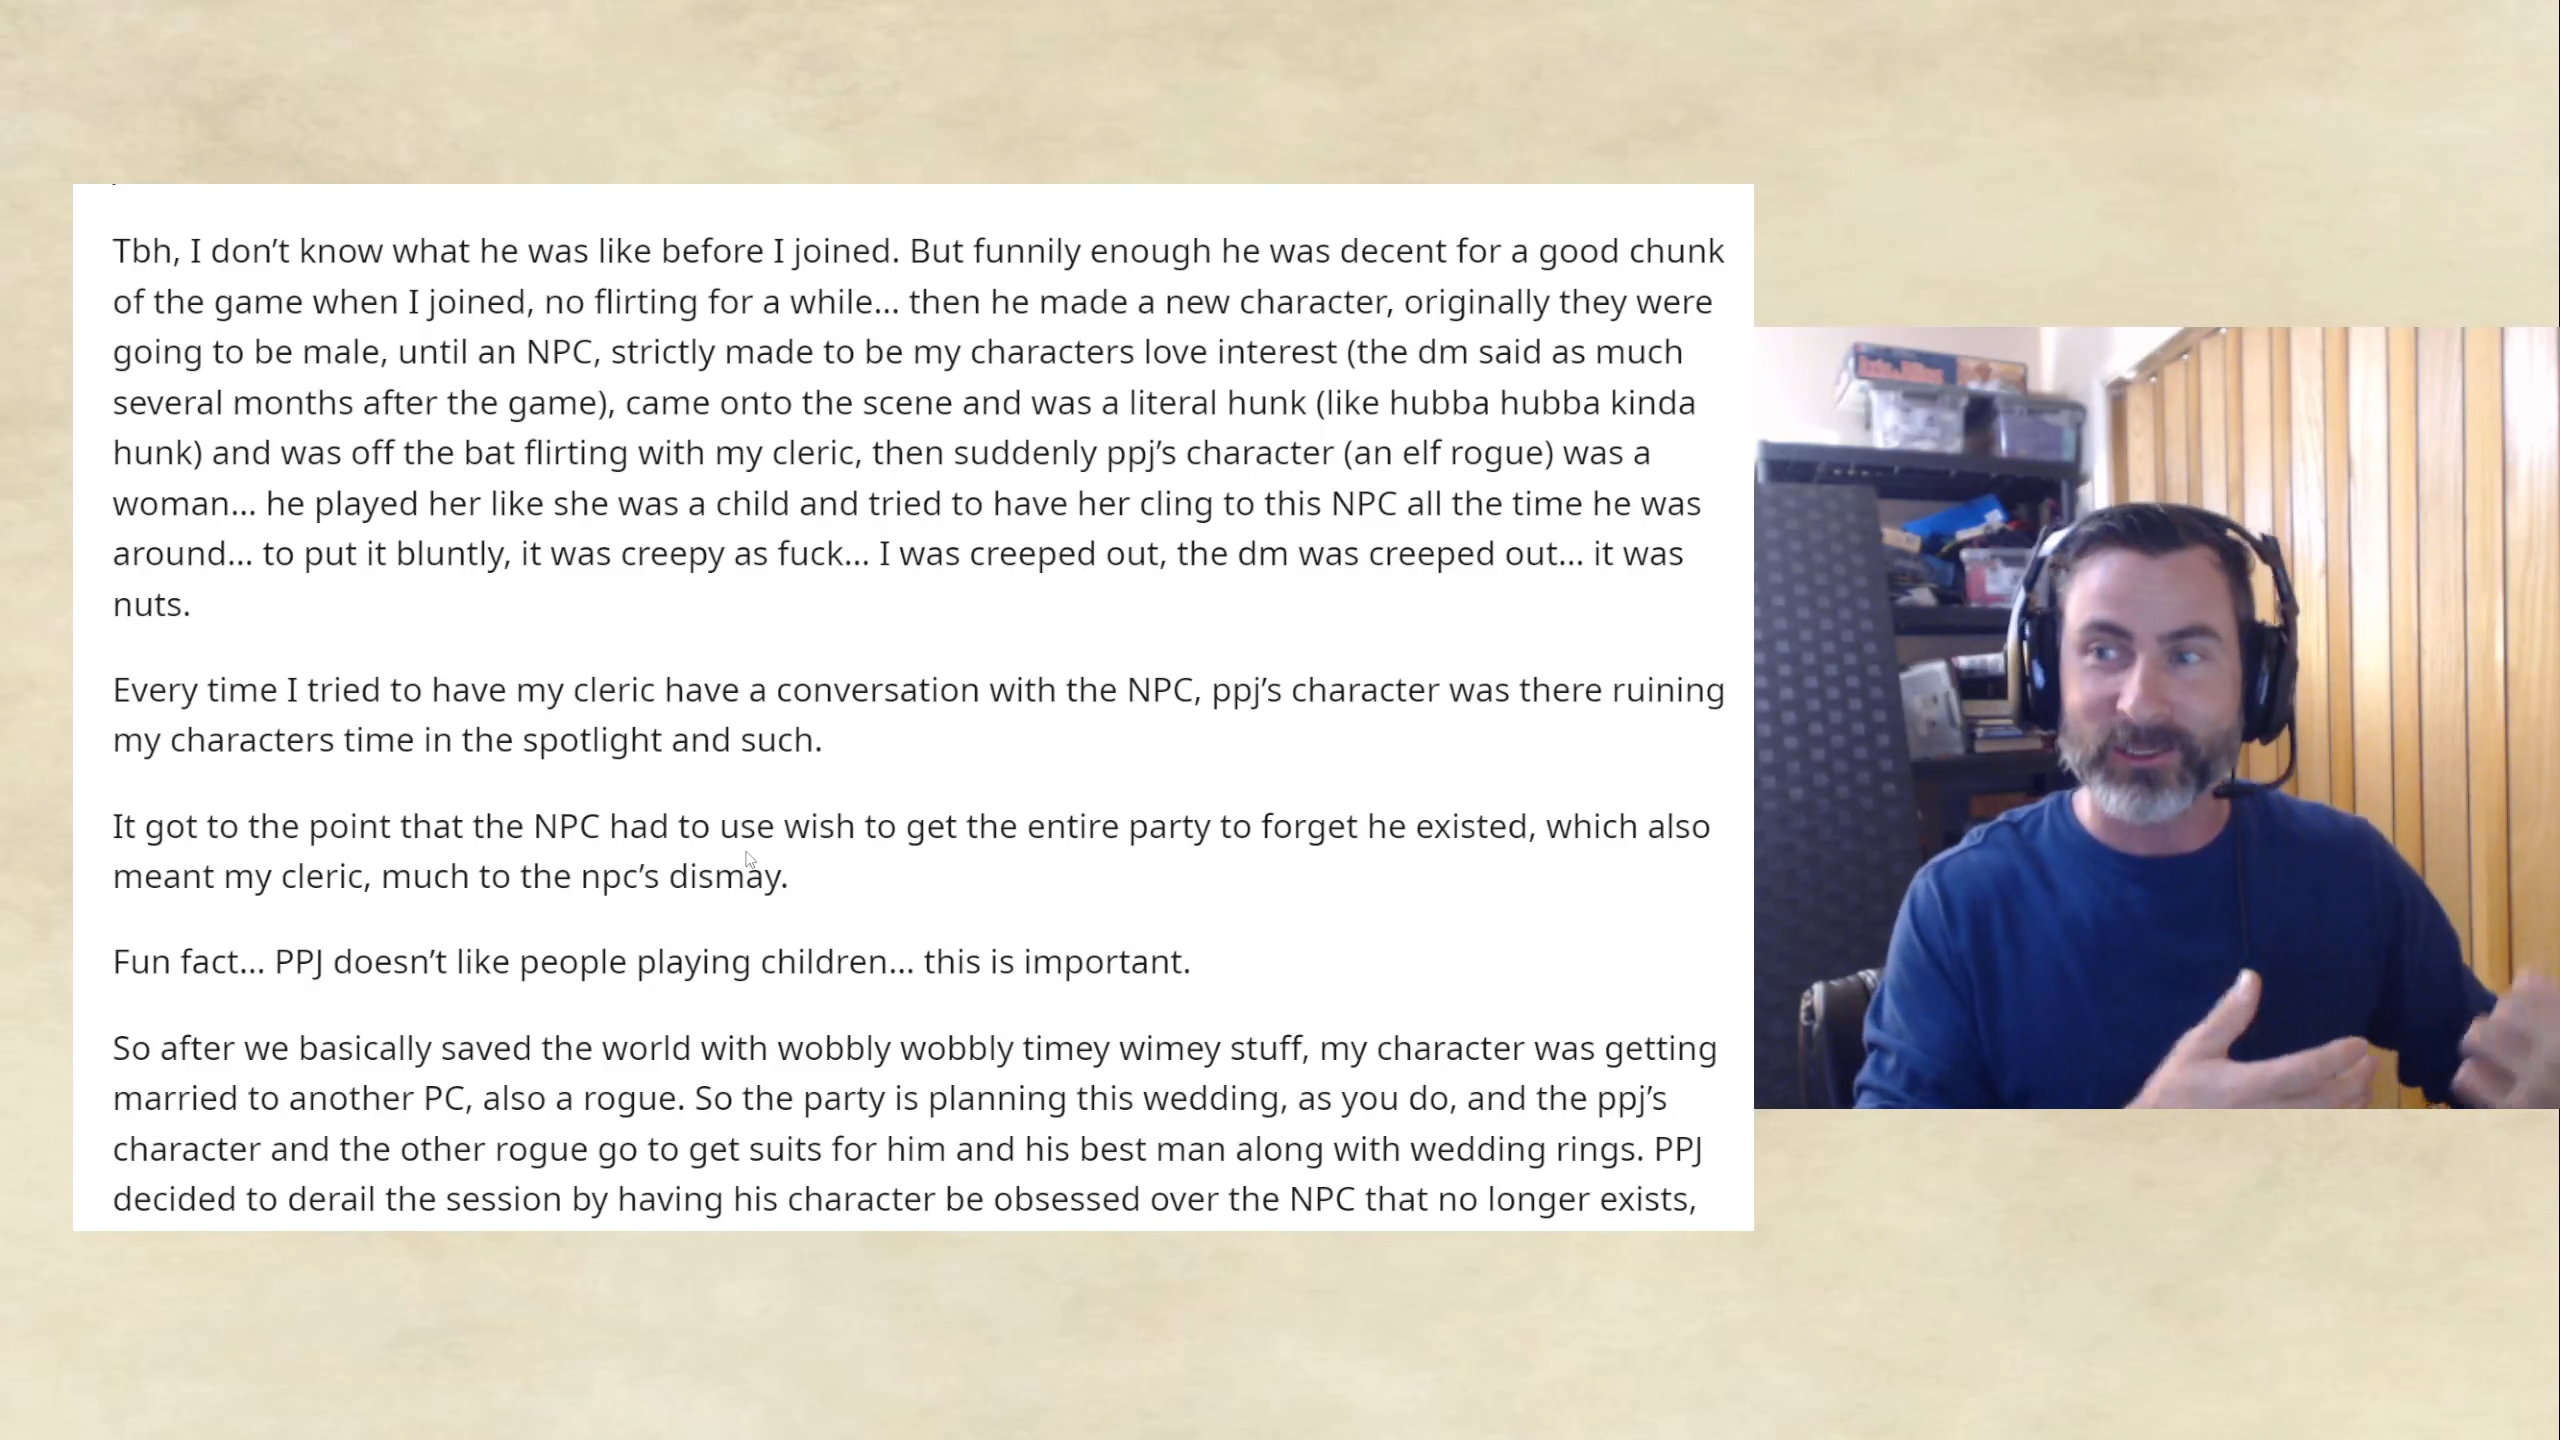 Tbh, I don’t know what he was like before I joined. But funnily enough he was decent for a good chunk
of the game when I joined, no flirting for a while... then he made a new character, originally they were
going to be male, until an NPC, strictly made to be my characters love interest (the dm said as much
several months after the game), came onto the scene and was a literal hunk (like hubba hubba kinda
hunk) and was off the bat flirting with my cleric, then suddenly ppj’s character (an elf rogue) was a
woman... he played her like she was a child and tried to have her cling to this NPC all the time he was
around... to put it bluntly, it was creepy as fuck... I was creeped out, the dm was creeped out... it was
nuts.
Every time I tried to have my cleric have a conversation with the NPC, ppj’s character was there ruining
my characters time in the spotlight and such.
It got to the point that the NPC had to use wish to get the entire party to forget he existed, which also
meant my cleric, much to the npc’s dismay.
Fun fact... PPJ doesn’t like people playing children... this is important.
So after we basically saved the world with wobbly wobbly timey wimey stuff, my character was getting
married to another PC, also a rogue. So the party is planning this wedding, as you do, and the ppj’s
character and the other rogue go to get suits for him and his best man along with wedding rings. PPJ
decided to derail the session by having his character be obsessed over the NPC that no longer exists,